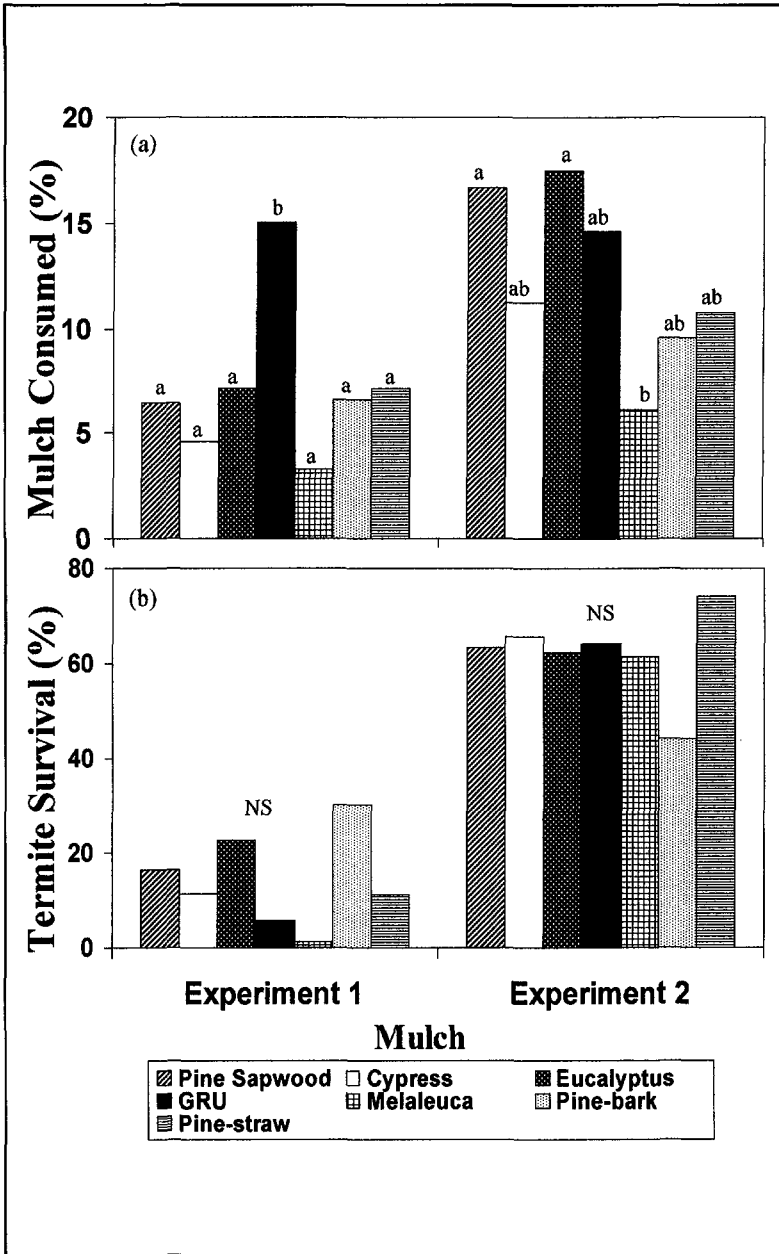 20
(a)
15
10
5
0
Mulch Consumed (%)
a
a
a
b
a
a
a
a
ab
a
ab
b
ab
ab
80
(b)
60
40
20
0
Termite Survival (%)
NS
NS
Experiment 1 Experiment 2
Mulch
Pine Sapwood Cypress Eucalyptus
GRU Melaleuca Pine-bark
Pine-straw